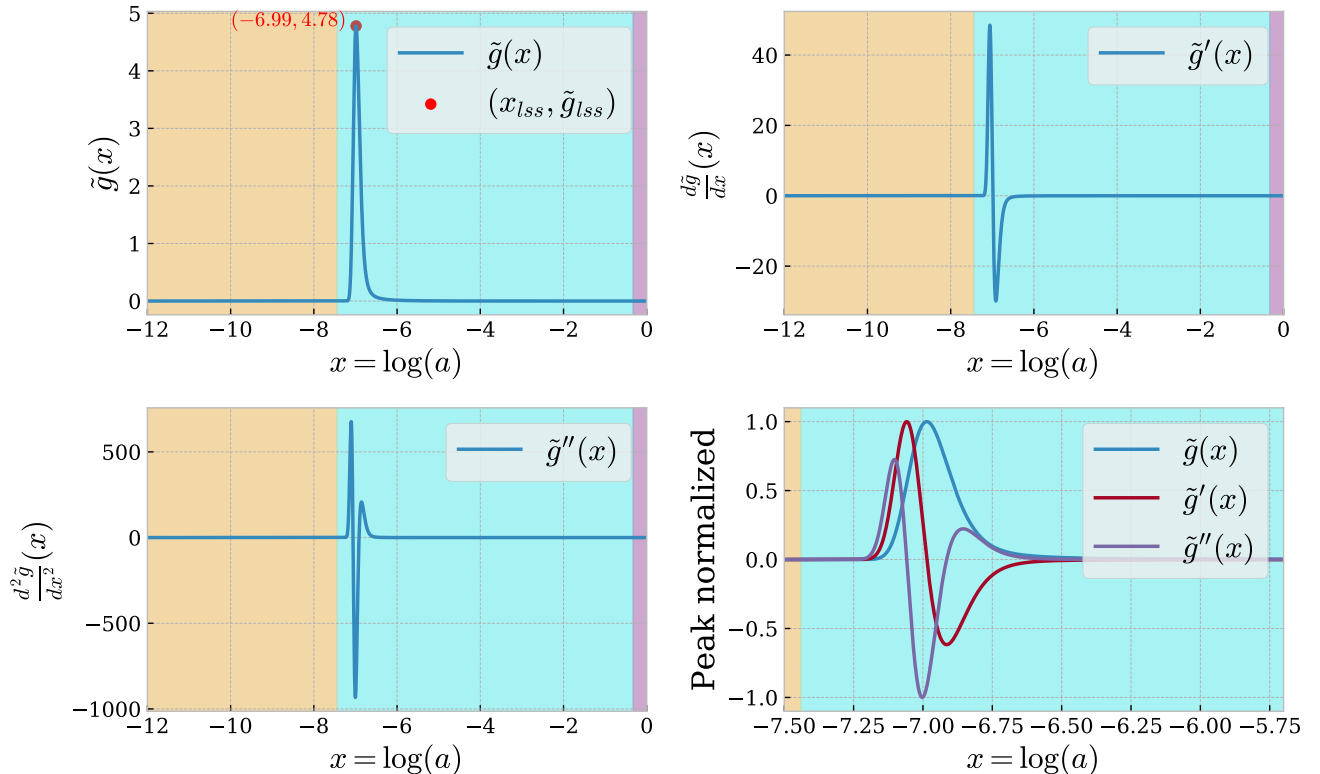 (−6.99, 4.78)
g̃(x)
(x_lss, g̃_lss)
5
4
3
2
1
0
g̃(x)
−12 −10 −8 −6 −4 −2 0
x = log(a)
g̃′(x)
40
20
0
−20
dg̃/dx (x)
−12 −10 −8 −6 −4 −2 0
x = log(a)
g̃′′(x)
500
0
−500
−1000
d²g̃/dx² (x)
−12 −10 −8 −6 −4 −2 0
x = log(a)
g̃(x)
g̃′(x)
g̃′′(x)
1.0
0.5
0.0
−0.5
−1.0
Peak normalized
−7.50 −7.25 −7.00 −6.75 −6.50 −6.25 −6.00 −5.75
x = log(a)